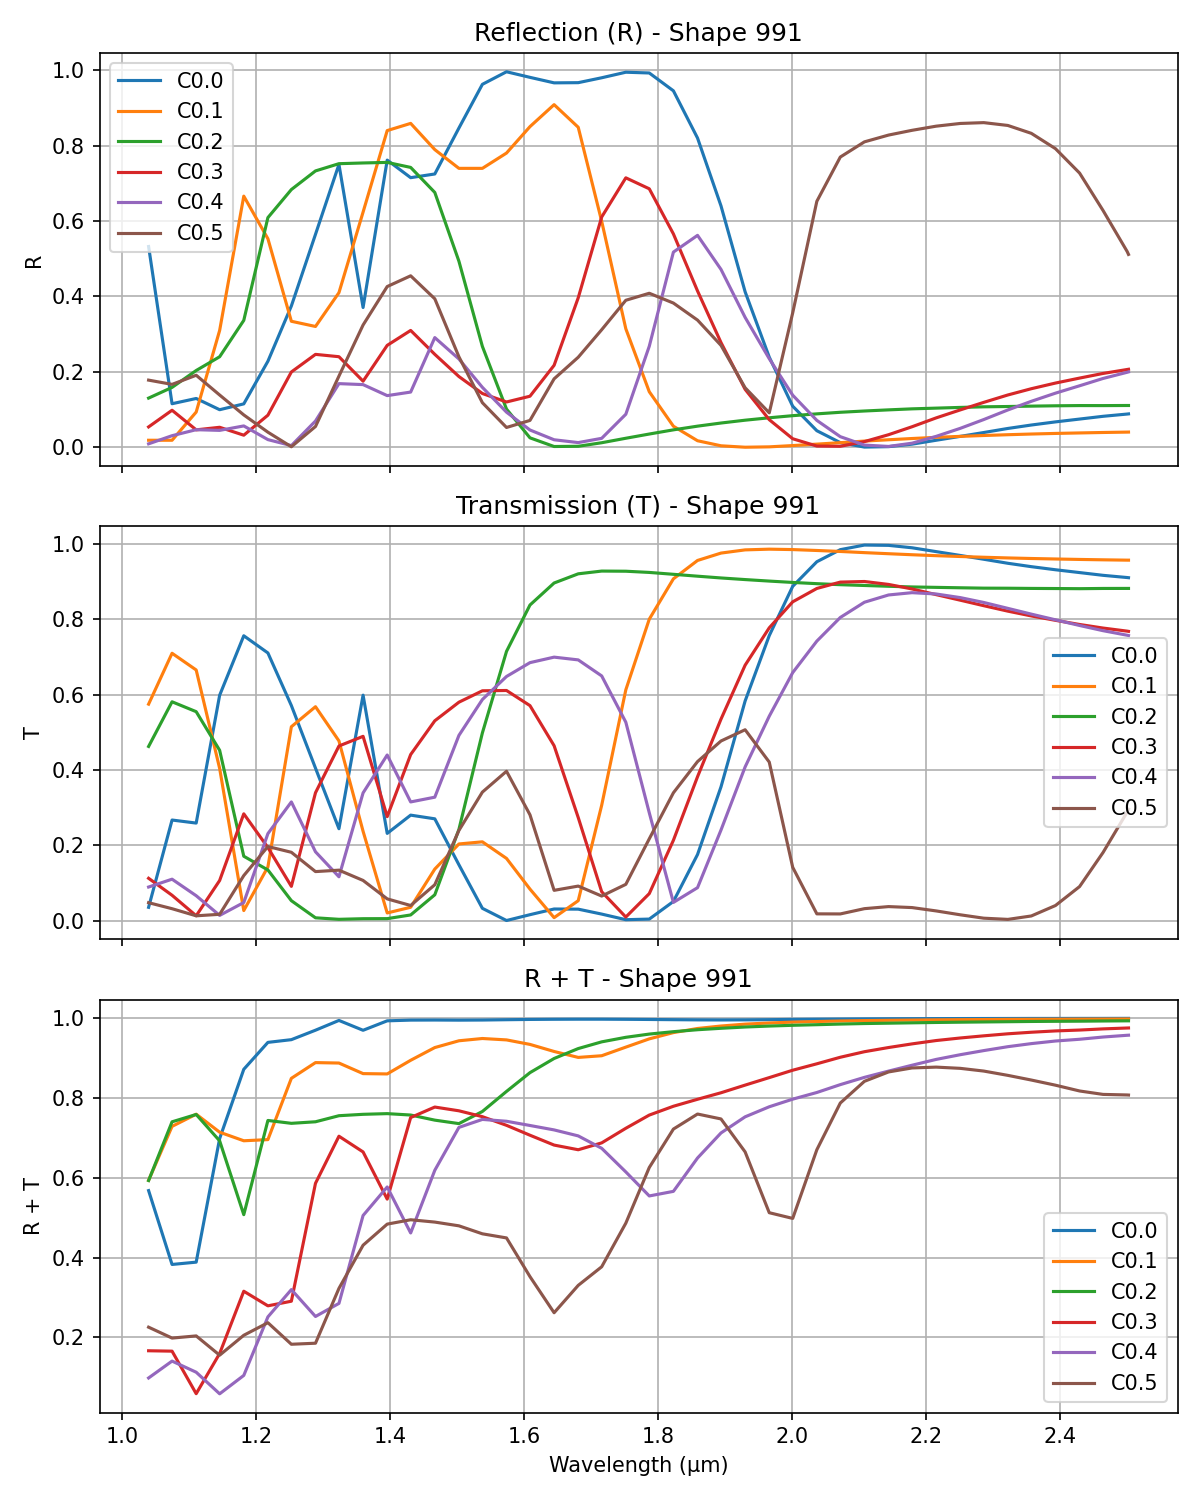 Reflection (R) - Shape 991
1.0
0.8
0.6
0.4
0.2
0.0
R
C0.0
C0.1
C0.2
C0.3
C0.4
C0.5
Transmission (T) - Shape 991
1.0
0.8
0.6
0.4
0.2
0.0
T
C0.0
C0.1
C0.2
C0.3
C0.4
C0.5
R + T - Shape 991
1.0
0.8
0.6
0.4
0.2
R + T
C0.0
C0.1
C0.2
C0.3
C0.4
C0.5
1.0 1.2 1.4 1.6 1.8 2.0 2.2 2.4
Wavelength (μm)